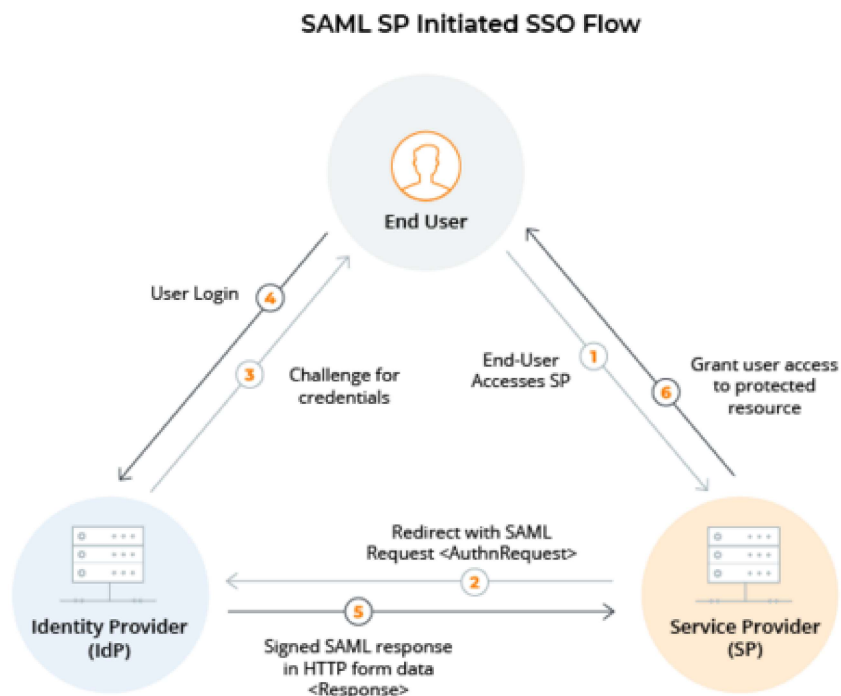 SAML SP Initiated SSO Flow
End User
User Login
4
3
Challenge for
credentials
End-User
Accesses SP
1
6
Grant user access
to protected
resource
Redirect with SAML
Request <AuthnRequest>
2
5
Signed SAML response
in HTTP form data
<Response>
Identity Provider
(IdP)
Service Provider
(SP)